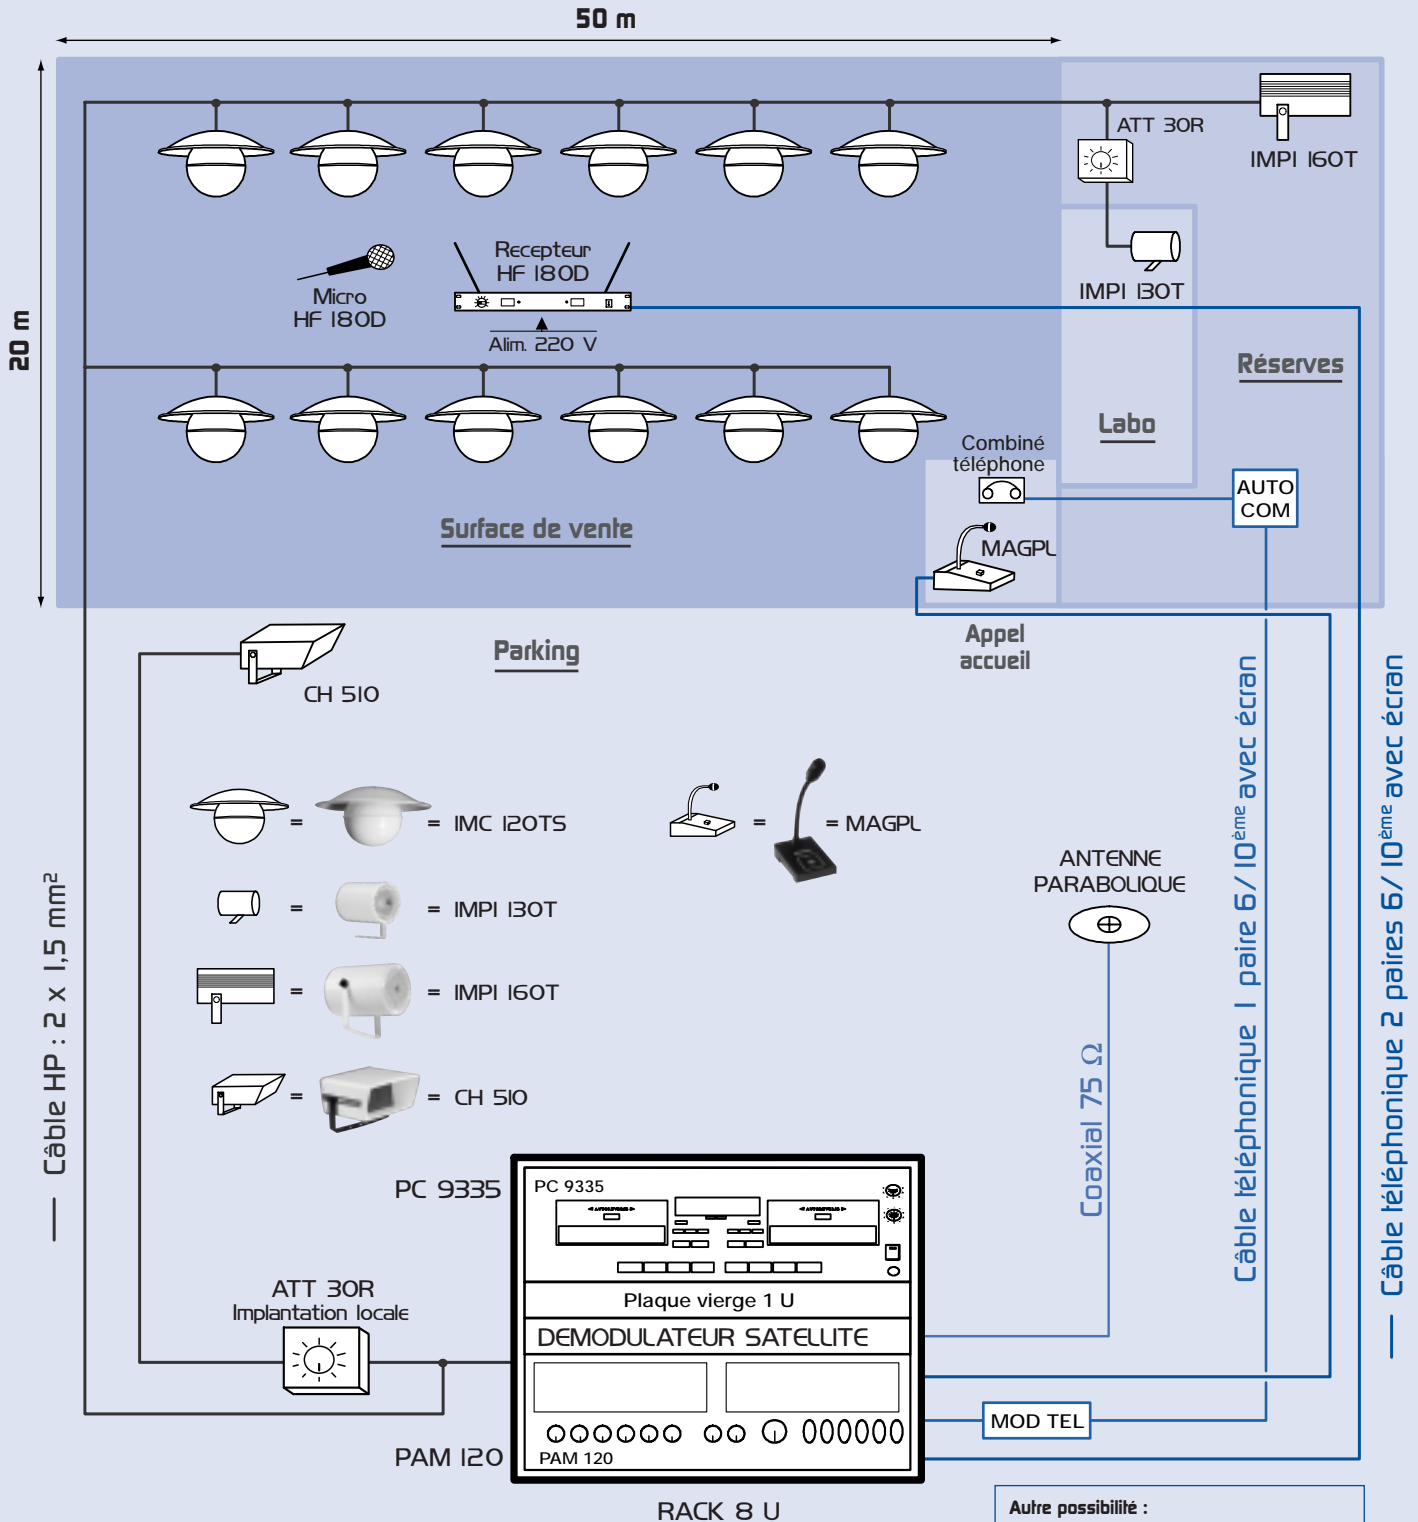 50 m
20 m
ATT 30R
IMPI 160T
Recepteur
HF 180D
Micro
HF 180D
Alim. 220 V
IMPI 130T
Réserves
Labo
Combiné
téléphone
AUTO
COM
Surface de vente
MAGPL
Appel
accueil
Parking
CH 510
= = IMC 120TS
= = MAGPL
= = IMPI 130T
= = IMPI 160T
= = CH 510
ANTENNE
PARABOLIQUE
Câble HP : 2 x 1,5 mm²
Coaxial 75 Ω
Câble téléphonique 1 paire 6/10ème avec écran
Câble téléphonique 2 paires 6/10ème avec écran
PC 9335
PC 9335
Plaque vierge 1 U
DEMODULATEUR SATELLITE
ATT 30R
Implantation locale
MOD TEL
PAM 120
PAM 120
RACK 8 U
Autre possibilité :